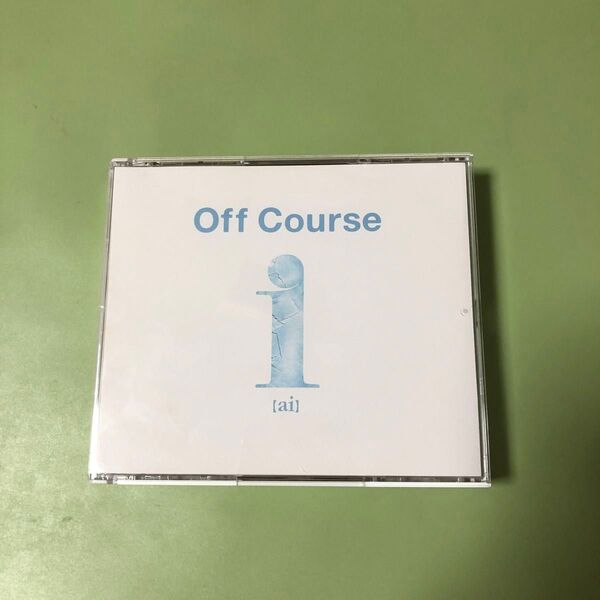 Off Course
i
【ai】